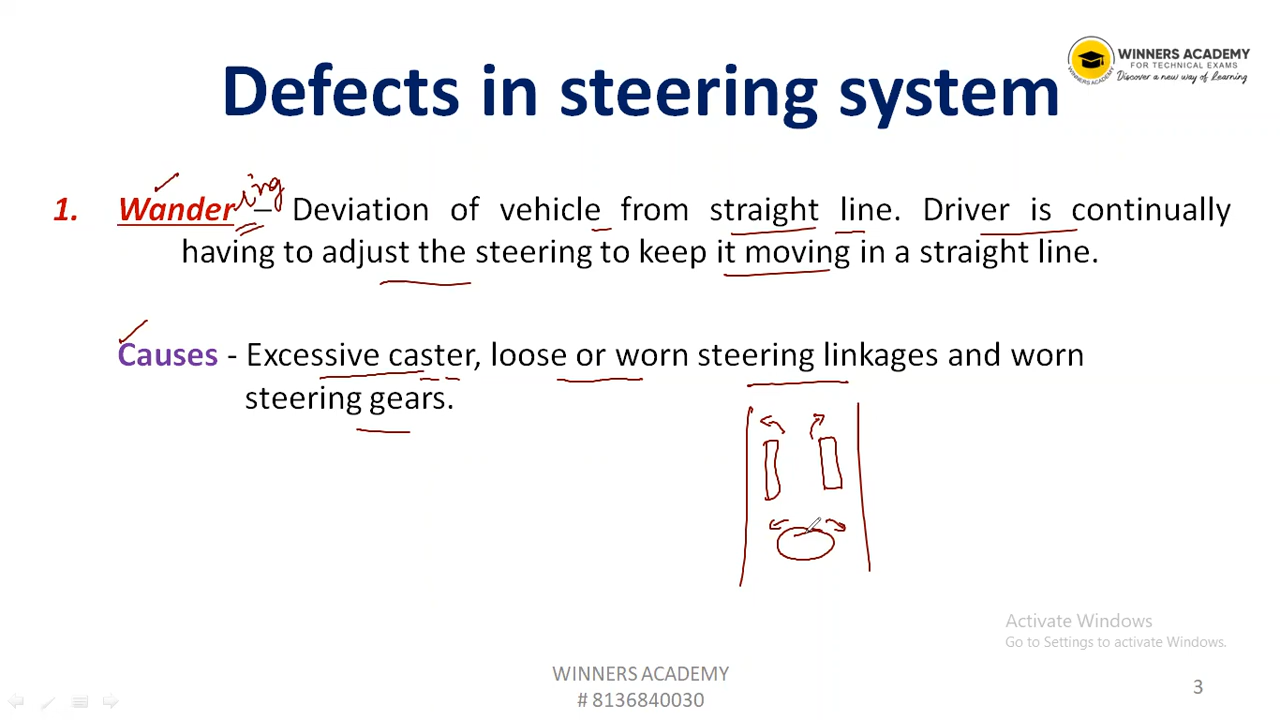 WINNERS ACADEMY
FOR TECHNICAL EXAMS
Discover a new way of learning
WINNERS ACADEMY
Defects in steering system
1. Wandering – Deviation of vehicle from straight line. Driver is continually
having to adjust the steering to keep it moving in a straight line.
Causes - Excessive caster, loose or worn steering linkages and worn
steering gears.
Activate Windows
Go to Settings to activate Windows.
WINNERS ACADEMY
# 8136840030
3